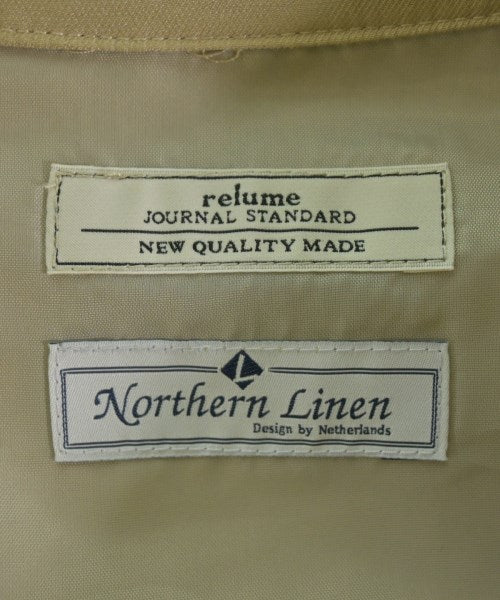 relume
JOURNAL STANDARD
NEW QUALITY MADE
L
Northern Linen
Design by Netherlands